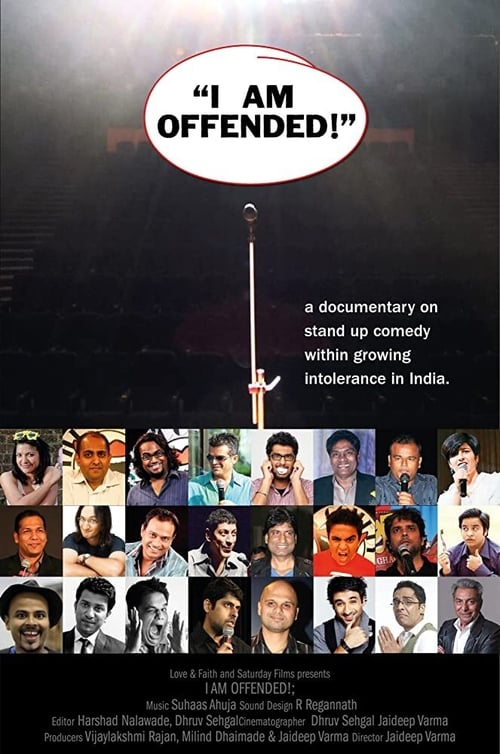 "I AM
OFFENDED!"
a documentary on
stand up comedy
within growing
intolerance in India.
Love & Faith and Saturday Films presents
I AM OFFENDED!;
Music Suhaas Ahuja Sound Design R Regannath
Editor Harshad Nalawade, Dhruv SehgalCinematographer Dhruv Sehgal Jaideep Varma
Producers Vijaylakshmi Rajan, Milind Dhaimade & Jaideep Varma Director Jaideep Varma